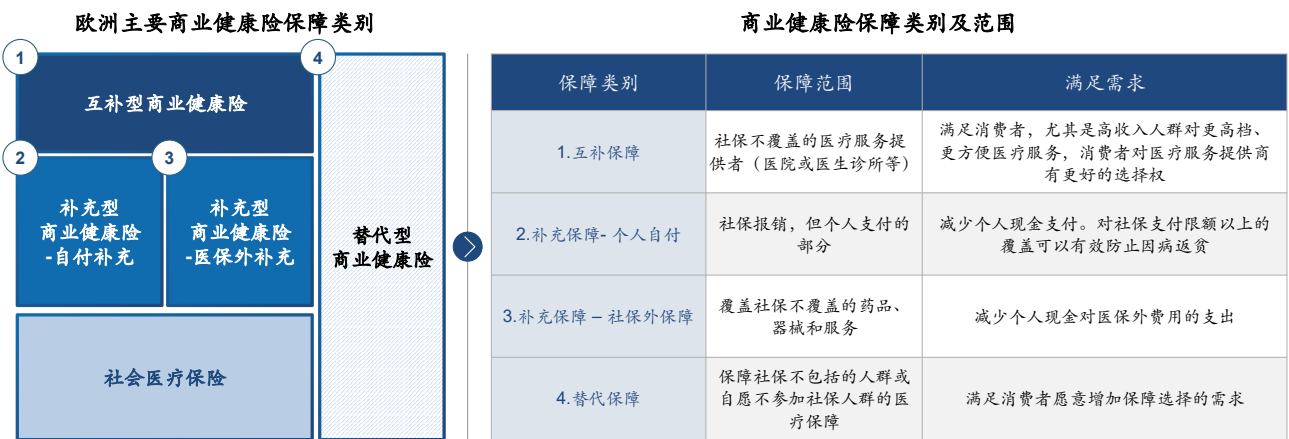 欧洲主要商业健康险保障类别
1
4
互补型商业健康险
2
3
补充型
商业健康险
-自付补充
补充型
商业健康险
-医保外补充
替代型
商业健康险
社会医疗保险
商业健康险保障类别及范围
保障类别
保障范围
满足需求
1.互补保障
社保不覆盖的医疗服务提
供者（医院或医生诊所等）
满足消费者，尤其是高收入人群对更高档、
更方便医疗服务，消费者对医疗服务提供商
有更好的选择权
2.补充保障- 个人自付
社保报销，但个人支付的
部分
减少个人现金支付。对社保支付限额以上的
覆盖可以有效防止因病返贫
3.补充保障 – 社保外保障
覆盖社保不覆盖的药品、
器械和服务
减少个人现金对医保外费用的支出
4.替代保障
保障社保不包括的人群或
自愿不参加社保人群的医
疗保障
满足消费者愿意增加保障选择的需求